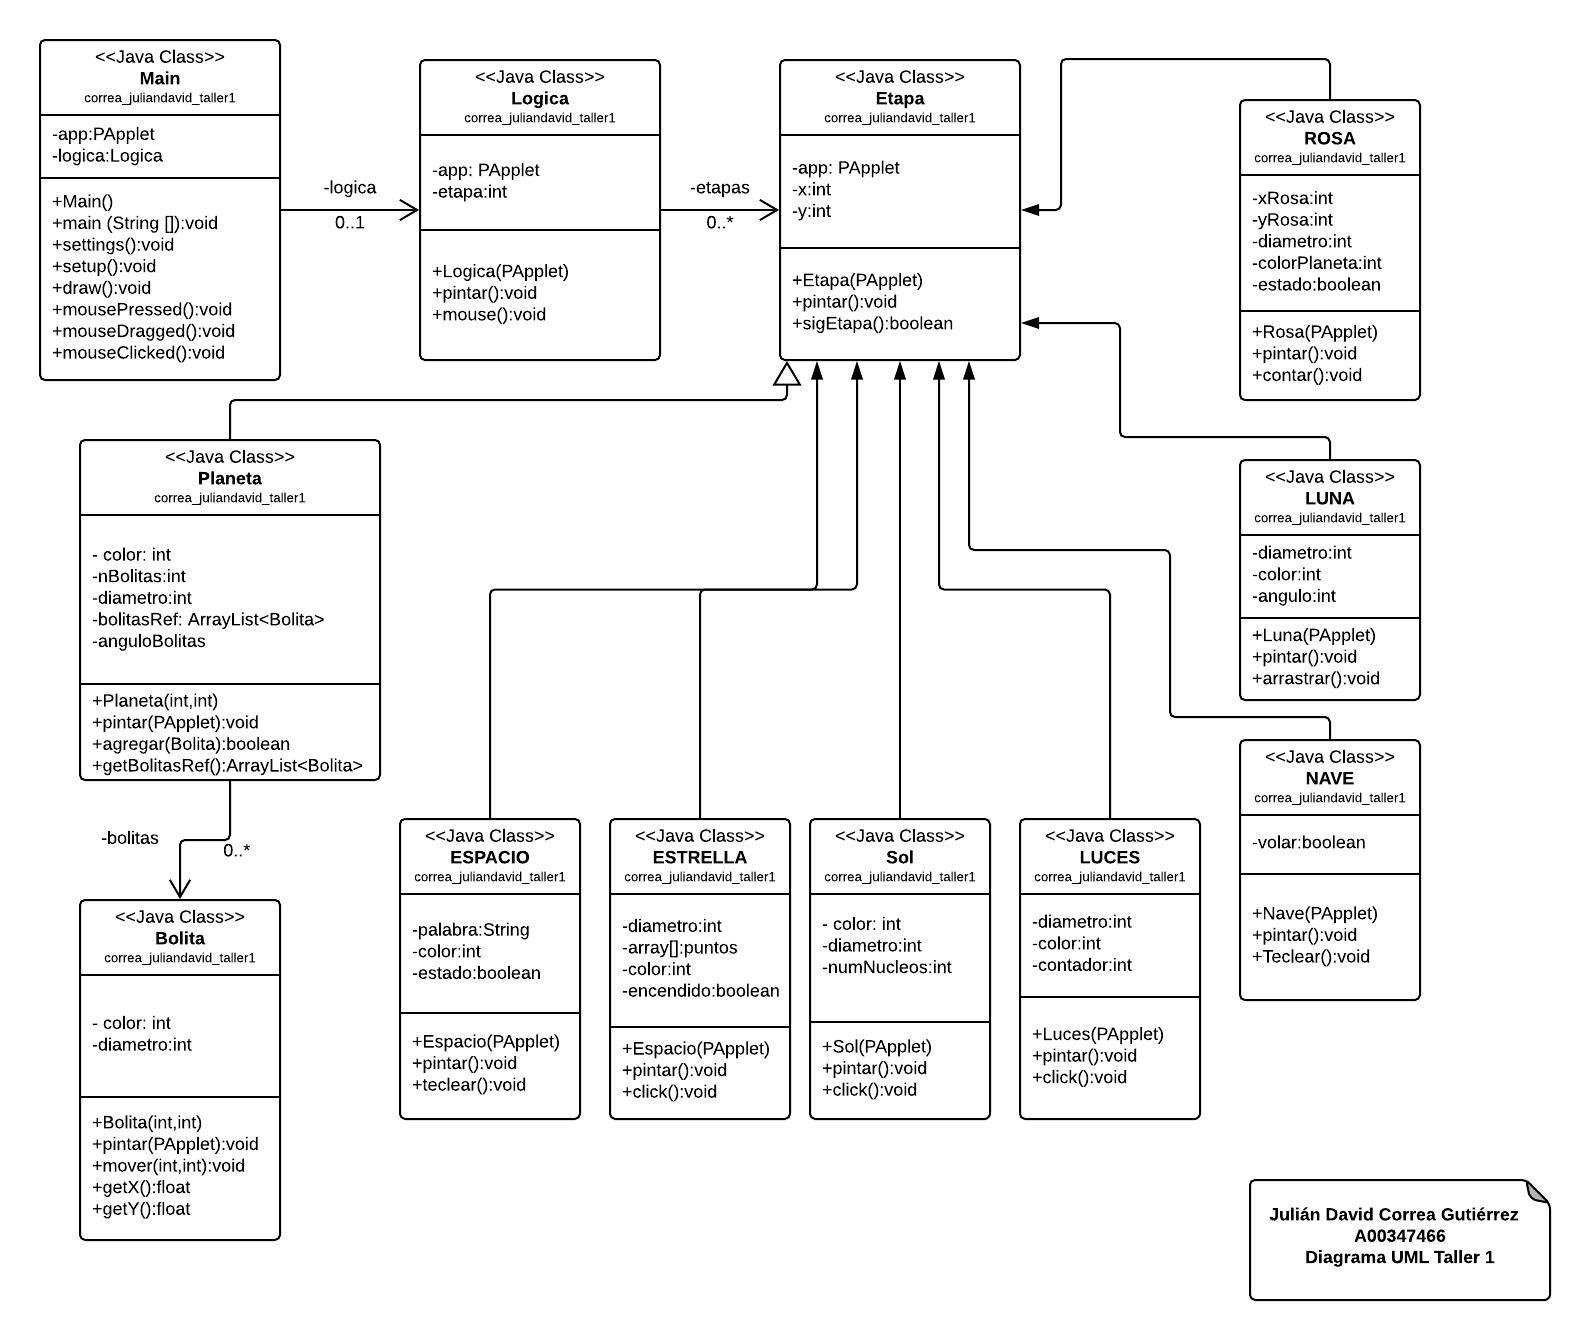 <<Java Class>>
Main
correa_juliandavid_taller1
-app:PApplet
-logica:Logica
+Main()
+main (String []):void
+settings():void
+setup():void
+draw():void
+mousePressed():void
+mouseDragged():void
+mouseClicked():void
-logica
0..1
<<Java Class>>
Logica
correa_juliandavid_taller1
-app: PApplet
-etapa:int
+Logica(PApplet)
+pintar():void
+mouse():void
-etapas
0..*
<<Java Class>>
Etapa
correa_juliandavid_taller1
-app: PApplet
-x:int
-y:int
+Etapa(PApplet)
+pintar():void
+sigEtapa():boolean
<<Java Class>>
ROSA
correa_juliandavid_taller1
-xRosa:int
-yRosa:int
-diametro:int
-colorPlaneta:int
-estado:boolean
+Rosa(PApplet)
+pintar():void
+contar():void
<<Java Class>>
Planeta
correa_juliandavid_taller1
- color: int
-nBolitas:int
-diametro:int
-bolitasRef: ArrayList<Bolita>
-anguloBolitas
+Planeta(int,int)
+pintar(PApplet):void
+agregar(Bolita):boolean
+getBolitasRef():ArrayList<Bolita>
<<Java Class>>
LUNA
correa_juliandavid_taller1
-diametro:int
-color:int
-angulo:int
+Luna(PApplet)
+pintar():void
+arrastrar():void
<<Java Class>>
NAVE
correa_juliandavid_taller1
-volar:boolean
+Nave(PApplet)
+pintar():void
+Teclear():void
-bolitas
0..*
<<Java Class>>
Bolita
correa_juliandavid_taller1
- color: int
-diametro:int
+Bolita(int,int)
+pintar(PApplet):void
+mover(int,int):void
+getX():float
+getY():float
<<Java Class>>
ESPACIO
correa_juliandavid_taller1
-palabra:String
-color:int
-estado:boolean
+Espacio(PApplet)
+pintar():void
+teclear():void
<<Java Class>>
ESTRELLA
correa_juliandavid_taller1
-diametro:int
-array[]:puntos
-color:int
-encendido:boolean
+Espacio(PApplet)
+pintar():void
+click():void
<<Java Class>>
Sol
correa_juliandavid_taller1
- color: int
-diametro:int
-numNucleos:int
+Sol(PApplet)
+pintar():void
+click():void
<<Java Class>>
LUCES
correa_juliandavid_taller1
-diametro:int
-color:int
-contador:int
+Luces(PApplet)
+pintar():void
+click():void
Julián David Correa Gutiérrez
A00347466
Diagrama UML Taller 1